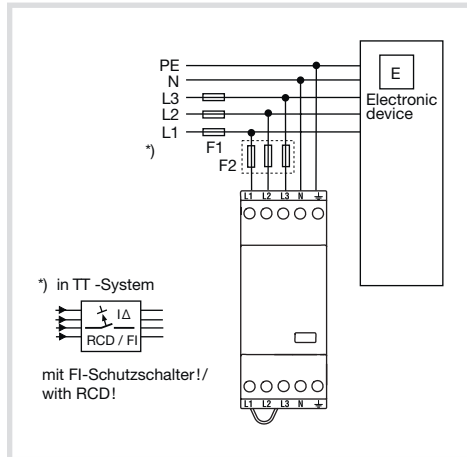 PE
N
L3
L2
L1
*)
F1
F2
E
Electronic
device
L1 L2 L3 N ⏚
*) in TT -System
I∆
RCD / FI
mit FI-Schutzschalter!/
with RCD!
L1 L2 L3 N ⏚